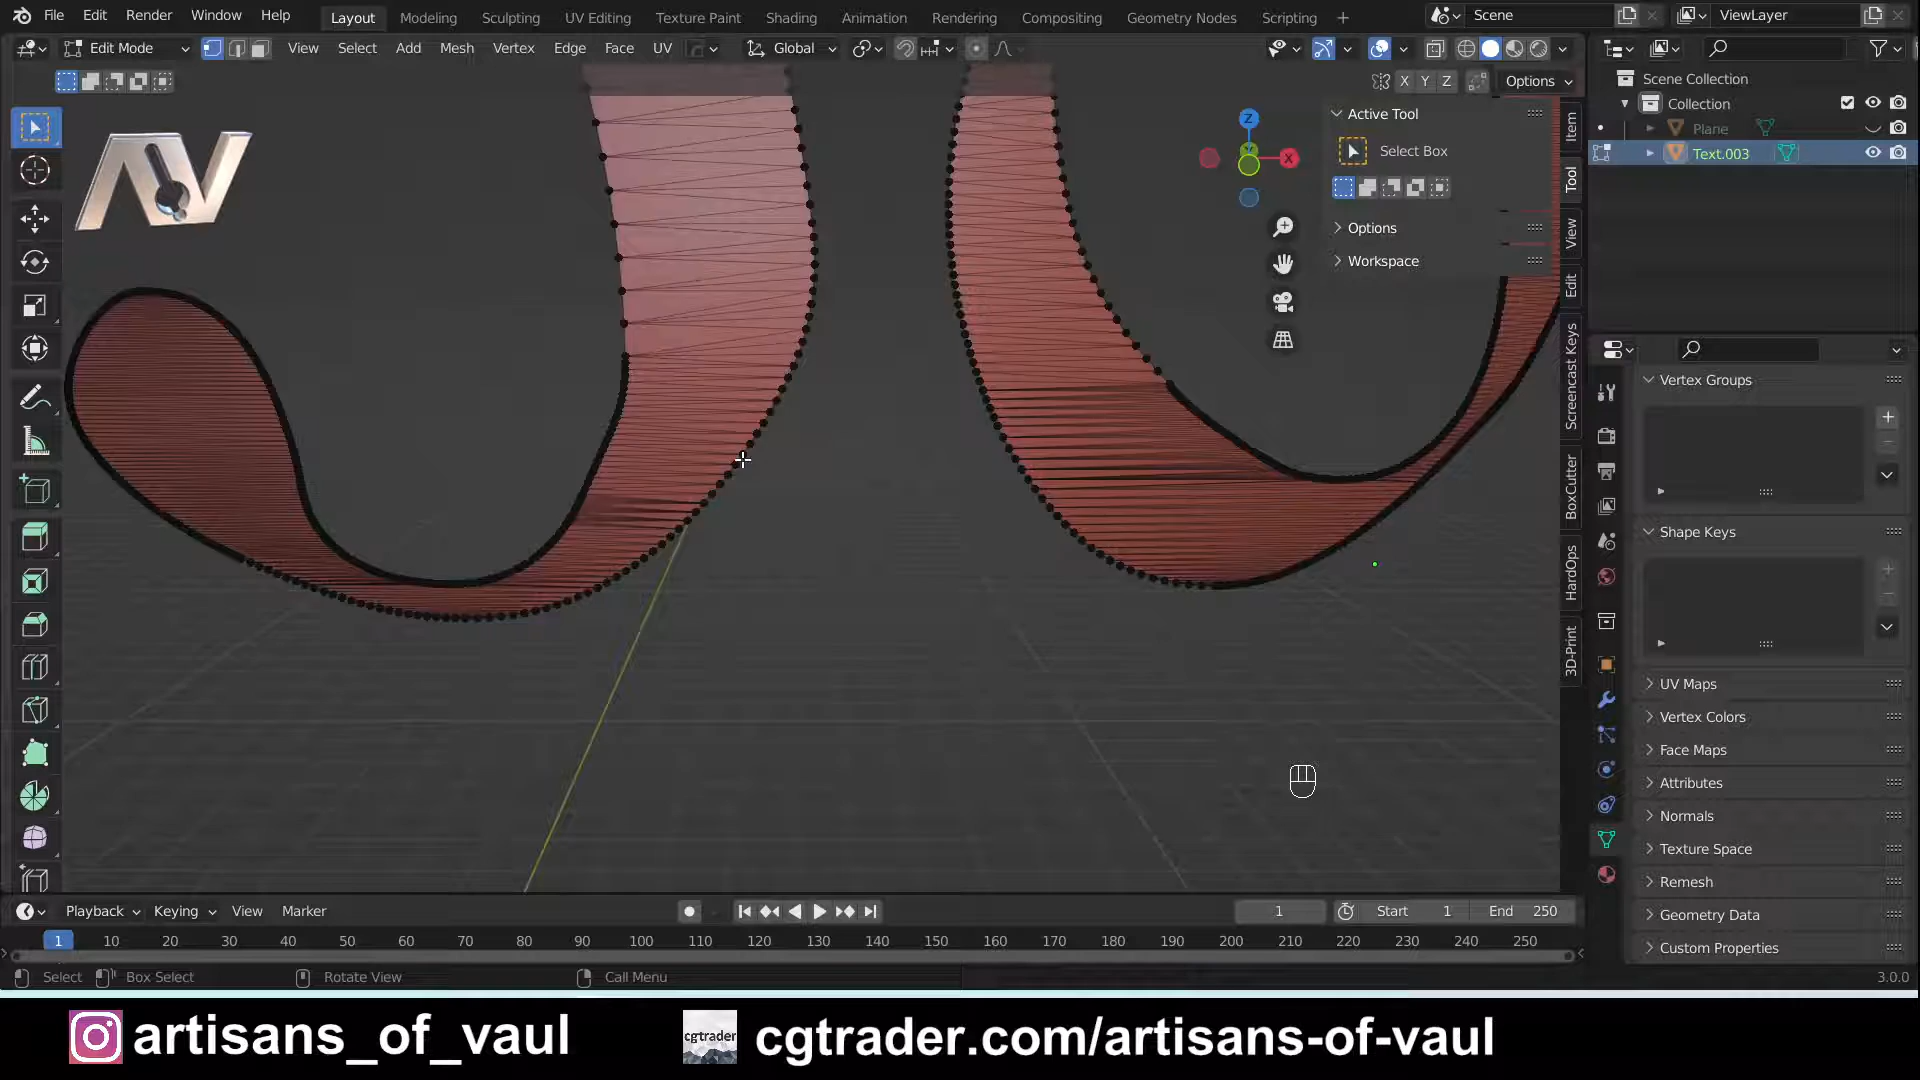 File Edit Render Window Help Layout Modeling Sculpting UV Editing Texture Paint Shading Animation Rendering Compositing Geometry Nodes Scripting + Scene ViewLayer
Edit Mode View Select Add Mesh Vertex Edge Face UV Global
X Y Z Options
Scene Collection
Collection
Plane
Text.003
AV
Z
X
Active Tool
Select Box
Options
Workspace
Item
Tool
View
Edit
Screencast Keys
BoxCutter
HardOps
3D-Print
Vertex Groups
Shape Keys
UV Maps
Vertex Colors
Face Maps
Attributes
Normals
Texture Space
Remesh
Geometry Data
Custom Properties
Playback Keying View Marker 1 Start 1 End 250
1 10 20 30 40 50 60 70 80 90 100 110 120 130 140 150 160 170 180 190 200 210 220 230 240 250
Select Box Select Rotate View Call Menu 3.0.0
artisans_of_vaul cgtrader cgtrader.com/artisans-of-vaul